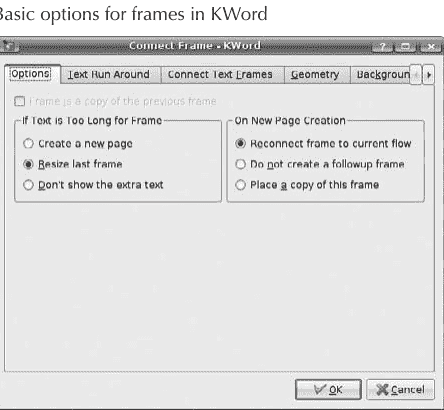 Basic options for frames in KWord
Connect Frame - KWord
Options Text Run Around Connect Text Frames Geometry Backgroun
Frame is a copy of the previous frame
If Text is Too Long for Frame
Create a new page
Resize last frame
Don't show the extra text
On New Page Creation
Reconnect frame to current flow
Do not create a followup frame
Place a copy of this frame
OK Cancel